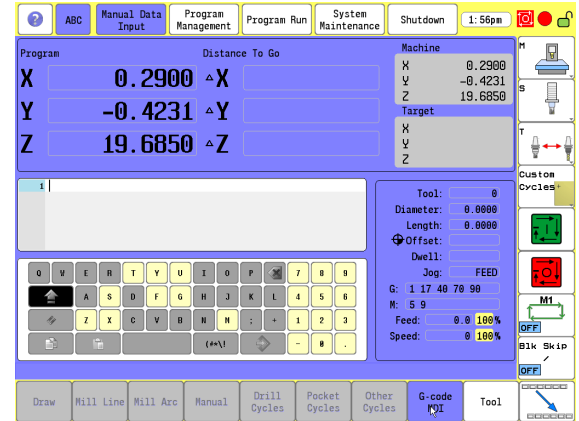 ?
ABC
Manual Data
Input
Program
Management
Program Run
System
Maintenance
Shutdown
1:56pm
Program
Distance To Go
X 0.2900 △X
Y -0.4231 △Y
Z 19.6850 △Z
Machine
X 0.2900
Y -0.4231
Z 19.6850
Target
X
Y
Z
M
S
T
Custom
Cycles+
1
Tool: 0
Diameter: 0.0000
Length: 0.0000
Offset:
Dwell:
Jog: FEED
G: 1 17 40 70 90
M: 5 9
Feed: 0.0 100%
Speed: 0 100%
Q W E R T Y U I O P 7 8 9
A S D F G H J K L 4 5 6
Z X C V B N M ; + 1 2 3
(#*\! - 0 .
I
O
M1
OFF
Blk Skip
/
OFF
Draw
Mill Line
Mill Arc
Manual
Drill
Cycles
Pocket
Cycles
Other
Cycles
G-code
MDI
Tool